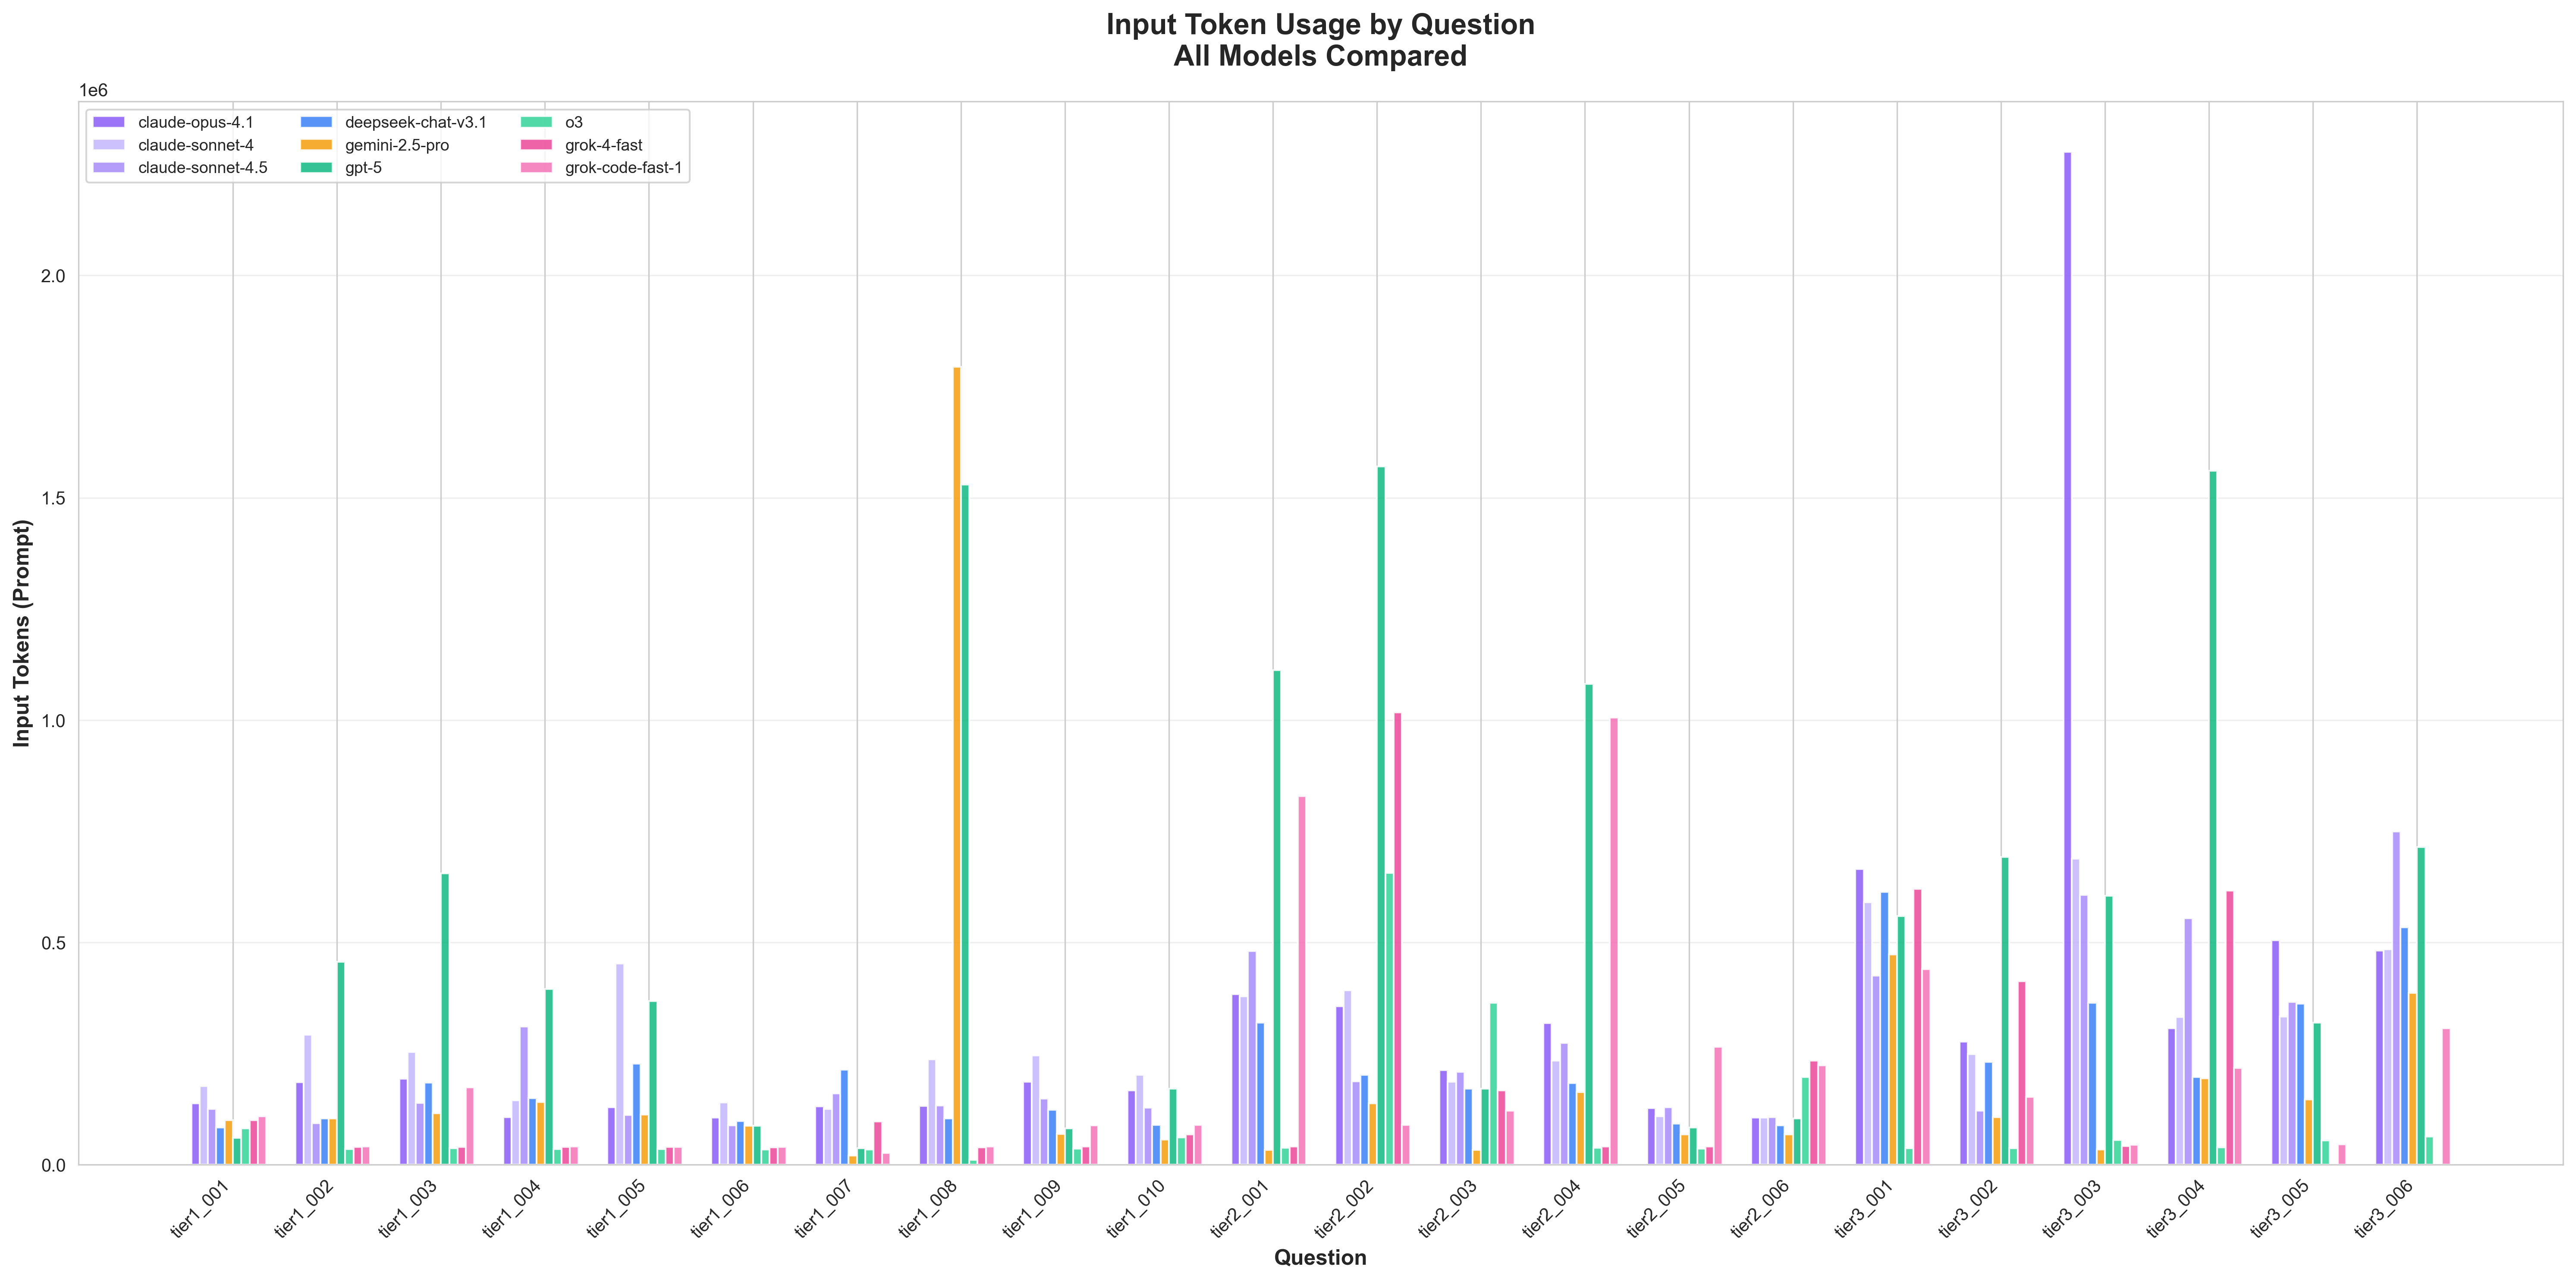 Input Token Usage by Question
All Models Compared
1e6
claude-opus-4.1
claude-sonnet-4
claude-sonnet-4.5
deepseek-chat-v3.1
gemini-2.5-pro
gpt-5
o3
grok-4-fast
grok-code-fast-1
2.0
1.5
1.0
0.5
0.0
Input Tokens (Prompt)
tier1_001
tier1_002
tier1_003
tier1_004
tier1_005
tier1_006
tier1_007
tier1_008
tier1_009
tier1_010
tier2_001
tier2_002
tier2_003
tier2_004
tier2_005
tier2_006
tier3_001
tier3_002
tier3_003
tier3_004
tier3_005
tier3_006
Question